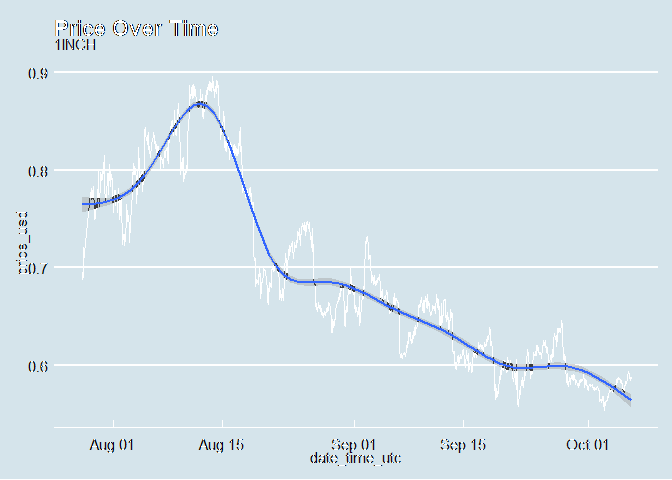 Price Over Time
1INCH
0.9
0.8
0.7
0.6
price_usd
Aug 01 Aug 15 Sep 01 Sep 15 Oct 01
date_time_utc